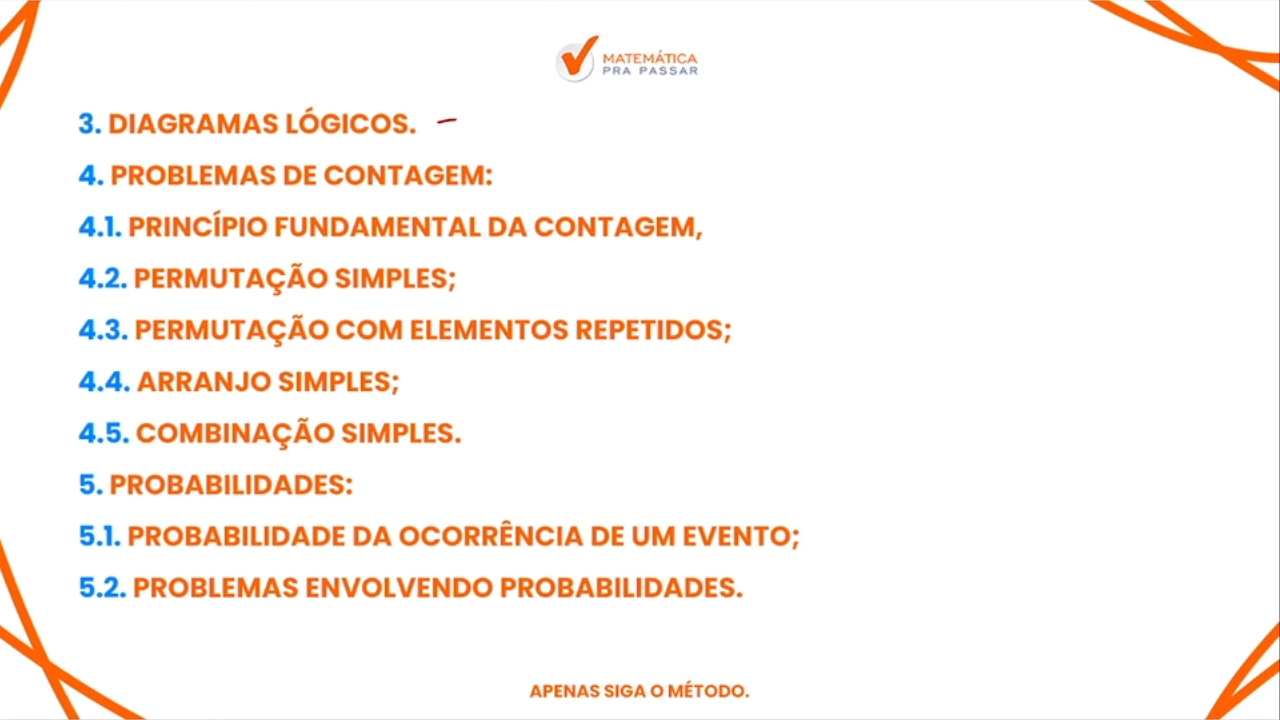 MATEMÁTICA
PRA PASSAR
3. DIAGRAMAS LÓGICOS.
4. PROBLEMAS DE CONTAGEM:
4.1. PRINCÍPIO FUNDAMENTAL DA CONTAGEM,
4.2. PERMUTAÇÃO SIMPLES;
4.3. PERMUTAÇÃO COM ELEMENTOS REPETIDOS;
4.4. ARRANJO SIMPLES;
4.5. COMBINAÇÃO SIMPLES.
5. PROBABILIDADES:
5.1. PROBABILIDADE DA OCORRÊNCIA DE UM EVENTO;
5.2. PROBLEMAS ENVOLVENDO PROBABILIDADES.
APENAS SIGA O MÉTODO.